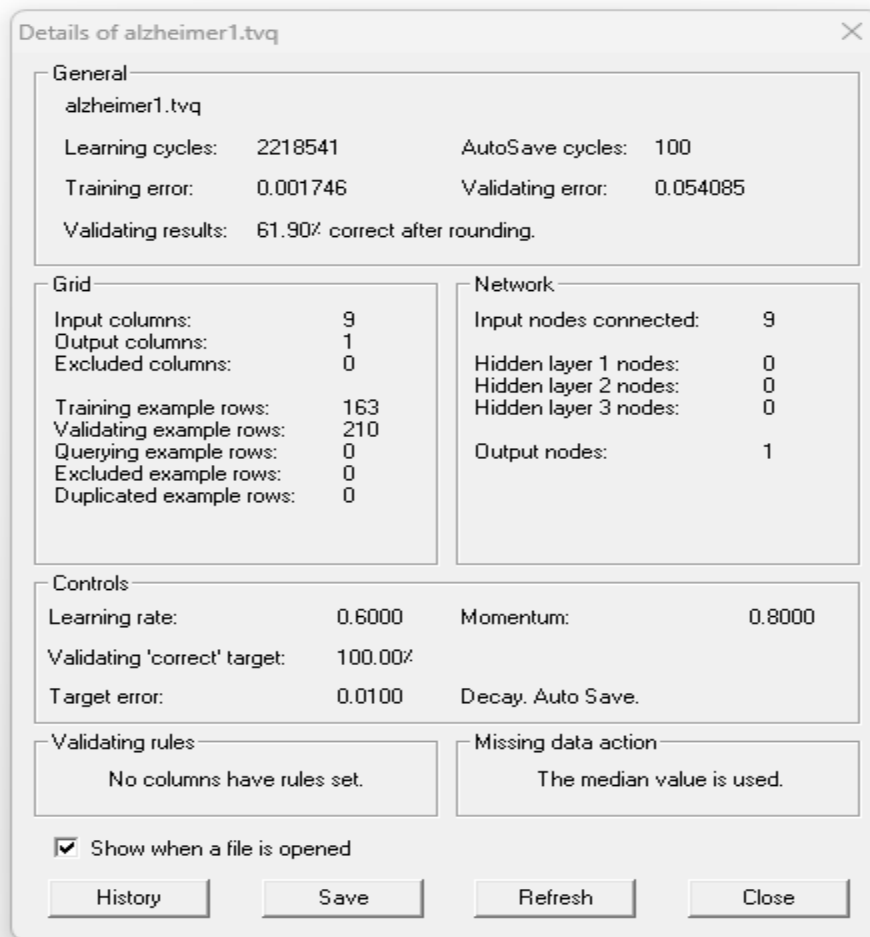 Details of alzheimer1.tvq
General
alzheimer1.tvq
Learning cycles: 2218541 AutoSave cycles: 100
Training error: 0.001746 Validating error: 0.054085
Validating results: 61.90% correct after rounding.
Grid
Input columns: 9
Output columns: 1
Excluded columns: 0
Training example rows: 163
Validating example rows: 210
Querying example rows: 0
Excluded example rows: 0
Duplicated example rows: 0
Network
Input nodes connected: 9
Hidden layer 1 nodes: 0
Hidden layer 2 nodes: 0
Hidden layer 3 nodes: 0
Output nodes: 1
Controls
Learning rate: 0.6000 Momentum: 0.8000
Validating 'correct' target: 100.00%
Target error: 0.0100 Decay. Auto Save.
Validating rules
No columns have rules set.
Missing data action
The median value is used.
Show when a file is opened
History Save Refresh Close